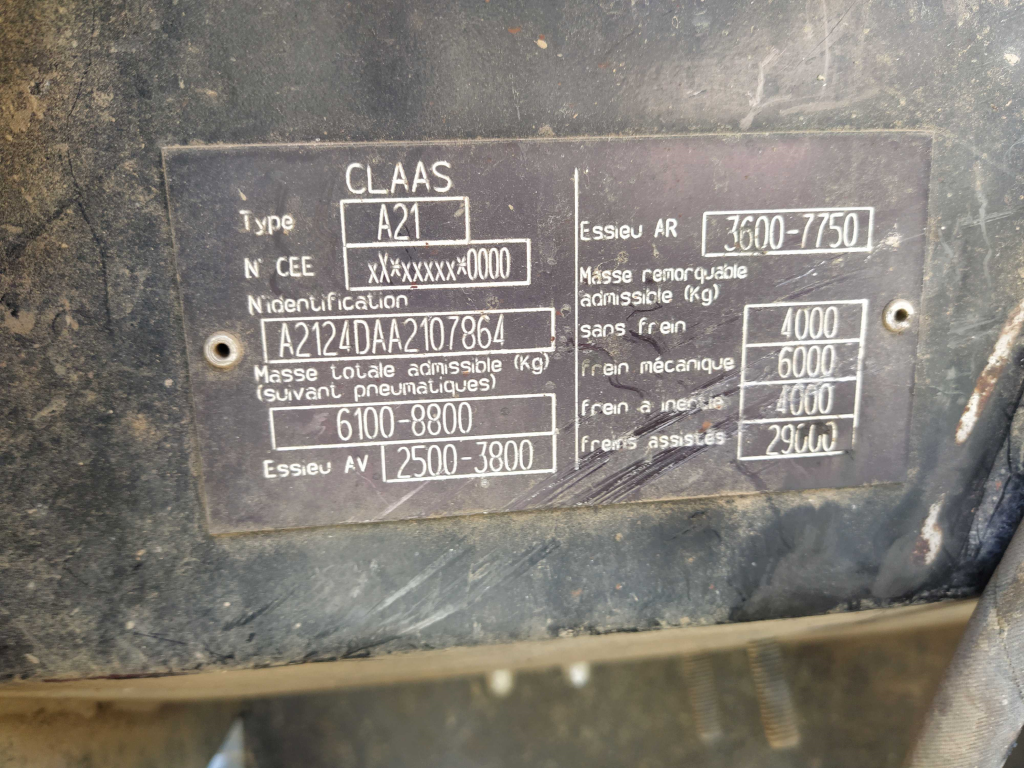 CLAAS
Type A21
N° CEE xX*xxxxx*0000
N°identification
A2124DAA2107864
Masse totale admissible (Kg)
(suivant pneumatiques)
6100-8800
Essieu AV 2500-3800
Essieu AR 3600-7750
Masse remorquable
admissible (Kg)
sans frein 4000
frein mécanique 6000
frein a inertie 4000
freins assistés 29000